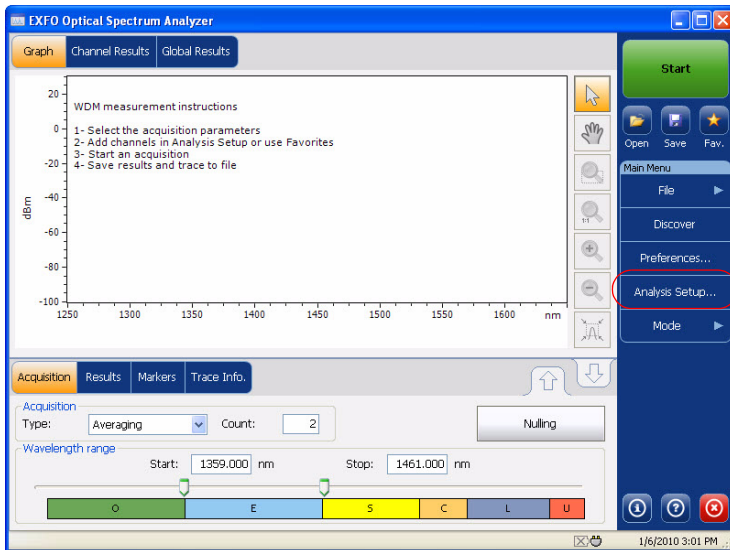 EXFO Optical Spectrum Analyzer
Graph Channel Results Global Results
Start
Open Save Fav.
Main Menu
File
Discover
Preferences...
Analysis Setup...
Mode
WDM measurement instructions
1- Select the acquisition parameters
2- Add channels in Analysis Setup or use Favorites
3- Start an acquisition
4- Save results and trace to file
20
0
-20
-40
-60
-80
-100
dBm
1250 1300 1350 1400 1450 1500 1550 1600 nm
1:1
Acquisition Results Markers Trace Info.
Acquisition
Type: Averaging Count: 2
Nulling
Wavelength range
Start: 1359.000 nm Stop: 1461.000 nm
O E S C L U
1/6/2010 3:01 PM